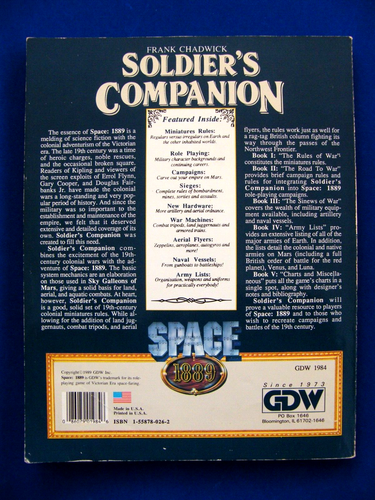 FRANK CHADWICK
SOLDIER'S
COMPANION
The essence of Space: 1889 is a
melding of science fiction with the
colonial adventurism of the Victorian
era. The late 19th century was a time
of heroic charges, noble rescues,
and the occasional broken square.
Readers of Kipling and viewers of
the exploits of Errol Flynn,
Gary Cooper, and Douglas Fair-
banks Jr. have made the colonial
wars a long-standing and very pop-
ular period of history. And since the
military was so important to the
establishment and maintenance of the
empire, we felt that it deserved
extensive and detailed coverage of its
own. Soldier's Companion was created
to fill this need.
Soldier's Companion com-
bines the excitement of the 19th-
century colonial wars with the ad-
venture of Space: 1889. The basic
system mechanics are an elaboration
on those used in Sky Galleons of
Mars, giving a solid basis for land,
aerial, and aquatic combats. At heart,
however, Soldier's Companion is
a good, solid set of 19th-century
colonial miniatures rules. While al-
lowing for the addition of land jug-
gernauts, combat tripods, and aerial
Featured Inside:
Miniatures Rules:
Regulars versus irregulars on Earth and
the other inhabited worlds.
Role Playing:
Military character backgrounds and
continuing careers.
Campaigns:
Carve out your empire on Mars.
Sieges:
Complete rules of bombardment,
mines, sorties and assaults.
New Hardware:
More artillery and aerial ordnance
War Machines:
Combat tripods, land juggernauts and
armored trains.
Aerial Flyers:
Zeppelins, aeroplanes, autogyros and
more!
Naval Vessels:
From gunboats to battleships!
Army Lists:
Organization, weapons and uniforms
for practically everybody!
flyers, the rules work just as well for
a rag-tag British column fighting its
way through the passes of the
Northwest Frontier.
Book I: "The Rules of War"
constitutes the miniatures rules.
Book II: "The Road To War"
provides brief campaign rules and
rules for integrating Soldier's
Companion into Space: 1889
role-playing campaigns.
Book III: "The Sinews of War"
covers the wealth of military equip-
ment available, including artillery
and naval vessels.
Book IV: "Army Lists" pro-
vides an extensive listing of all of the
major armies of Earth. In addition,
the lists detail the colonial and native
armies on Mars (including a full
British order of battle for the red
planet), Venus, and Luna.
Book V: "Charts and Miscella-
neous" puts all the game's charts in a
single spot, along with designer's
notes and bibliography.
Soldier's Companion will
prove a valuable resource to players
of Space: 1889 and to those who
wish to recreate campaigns and
battles of the 19th century.
SPACE
1889
Copyright ©1989 GDW Inc.
Space: 1889 is GDW's trademark for its role
playing game of Victorian Era space-faring.
Made in U.S.A.
Printed in U.S.A.
ISBN 1-55878-026-2
GDW 1984
Since 1973
GDW
PO Box 1646
Bloomington, IL 61702-1646